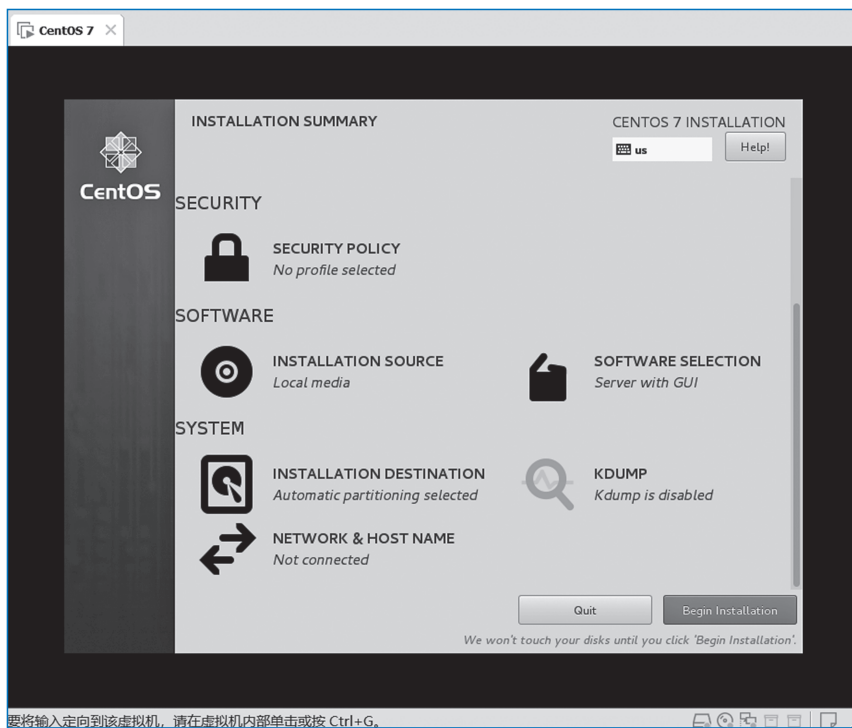 CentOS 7
INSTALLATION SUMMARY
CENTOS 7 INSTALLATION
us
Help!
CentOS
SECURITY
SECURITY POLICY
No profile selected
SOFTWARE
INSTALLATION SOURCE
Local media
SOFTWARE SELECTION
Server with GUI
SYSTEM
INSTALLATION DESTINATION
Automatic partitioning selected
KDUMP
Kdump is disabled
NETWORK & HOST NAME
Not connected
Quit
Begin Installation
We won't touch your disks until you click 'Begin Installation'.
要将输入定向到该虚拟机，请在虚拟机内部单击或按 Ctrl+G。